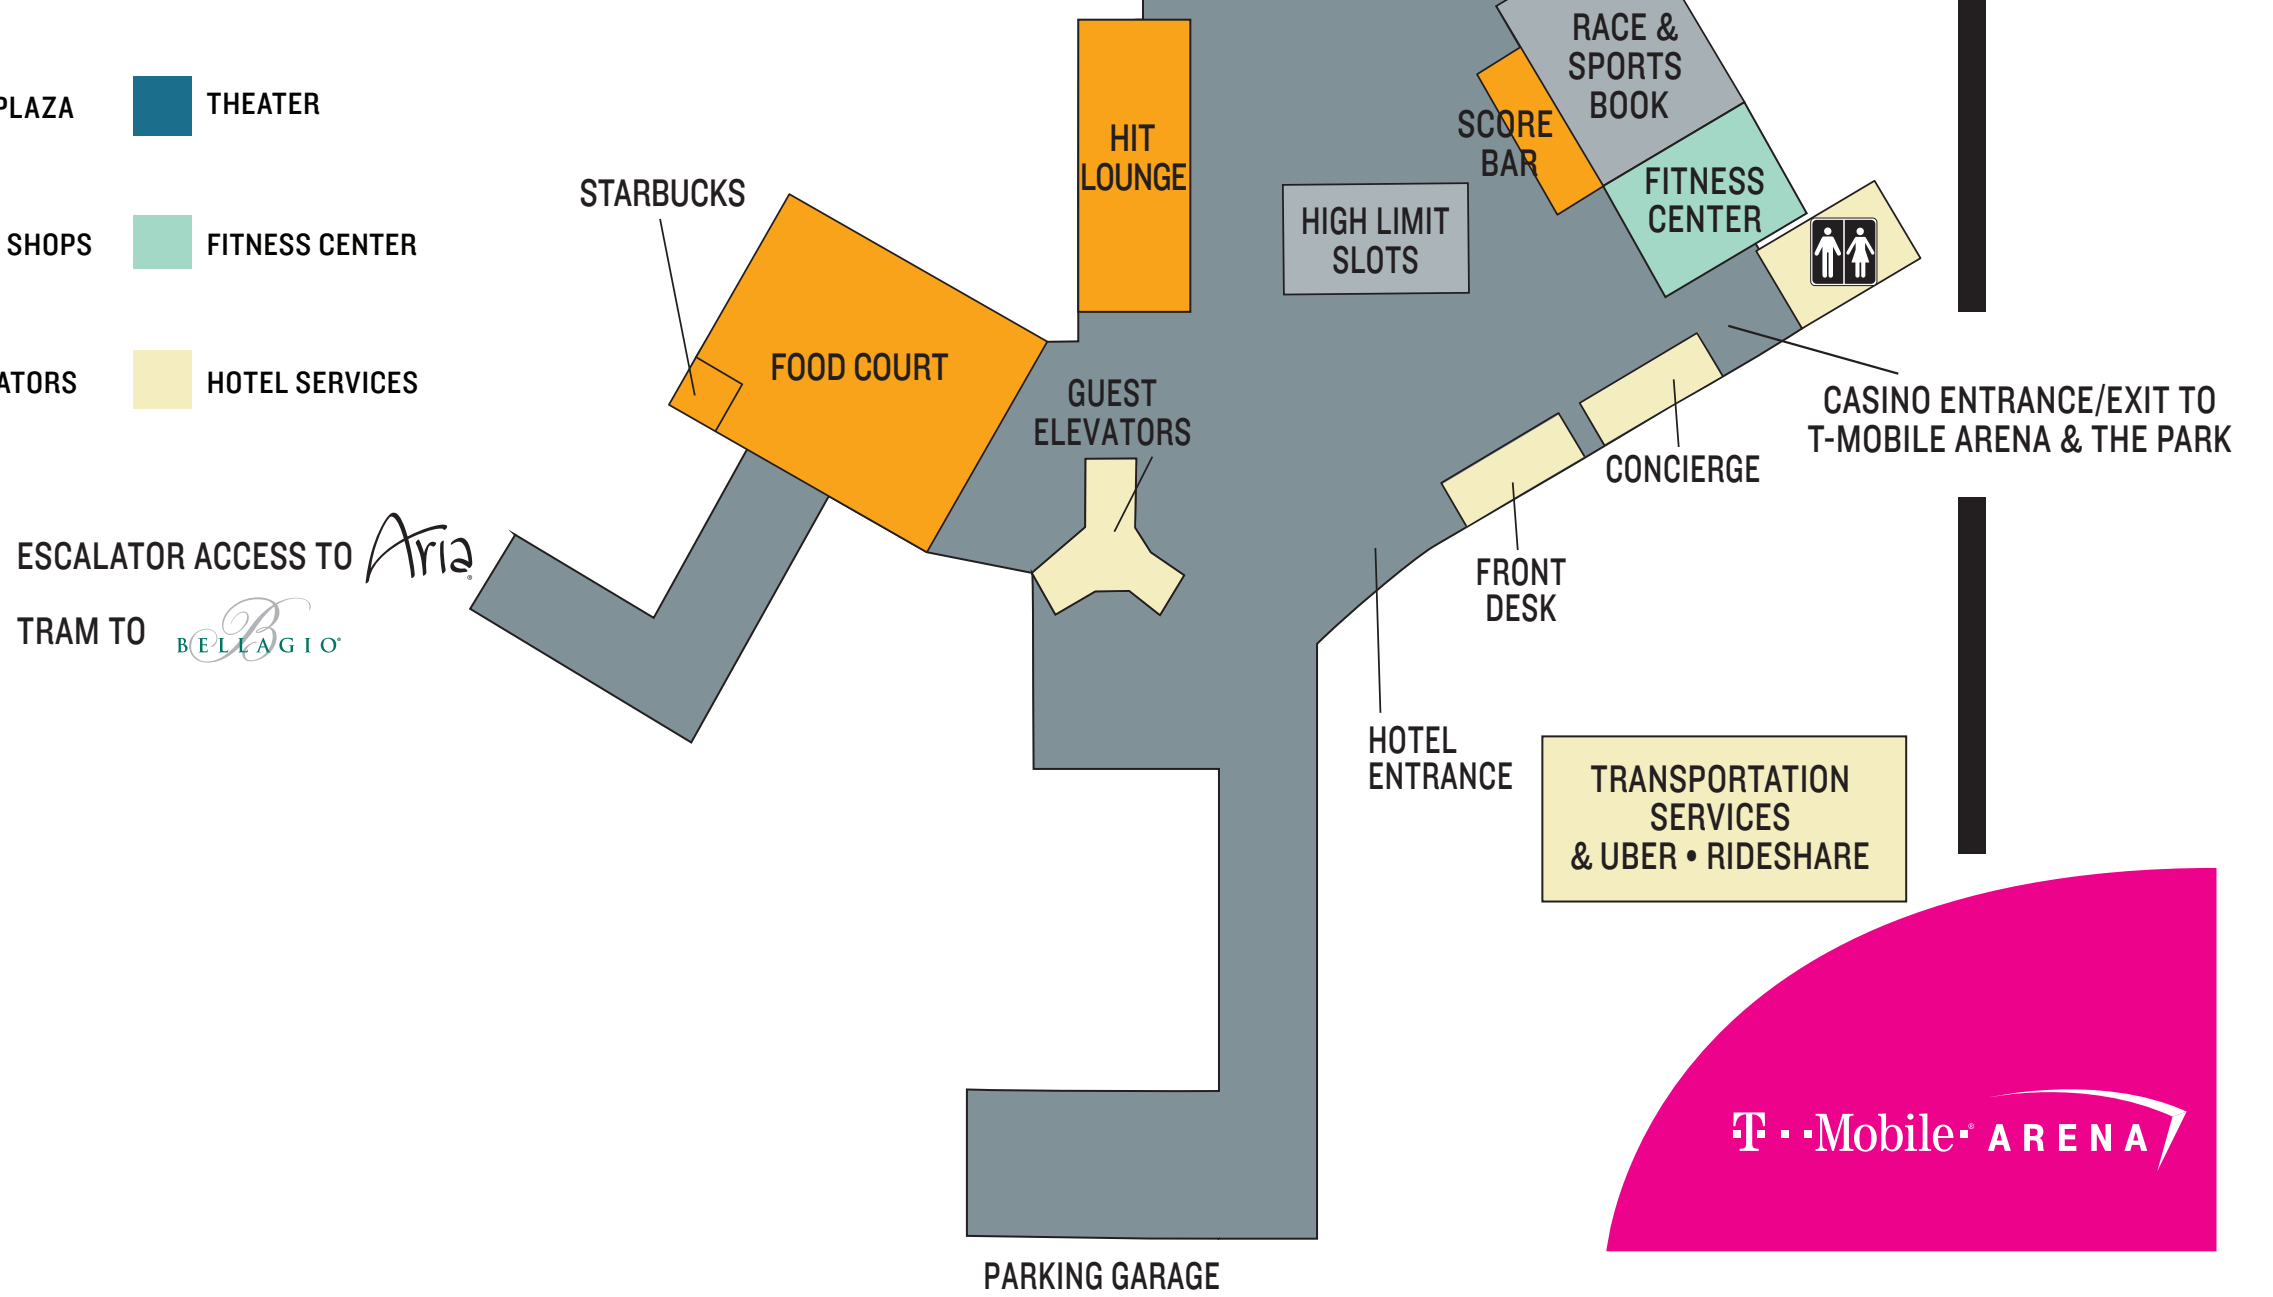 PLAZA
THEATER
SHOPS
FITNESS CENTER
ATORS
HOTEL SERVICES
RACE &
SPORTS
BOOK
SCORE
BAR
HIT
LOUNGE
FITNESS
CENTER
HIGH LIMIT
SLOTS
STARBUCKS
FOOD COURT
GUEST
ELEVATORS
CASINO ENTRANCE/EXIT TO
T-MOBILE ARENA & THE PARK
CONCIERGE
FRONT
DESK
ESCALATOR ACCESS TO Aria®
TRAM TO BELLAGIO®
HOTEL
ENTRANCE
TRANSPORTATION
SERVICES
& UBER • RIDESHARE
T··Mobile·® ARENA
PARKING GARAGE